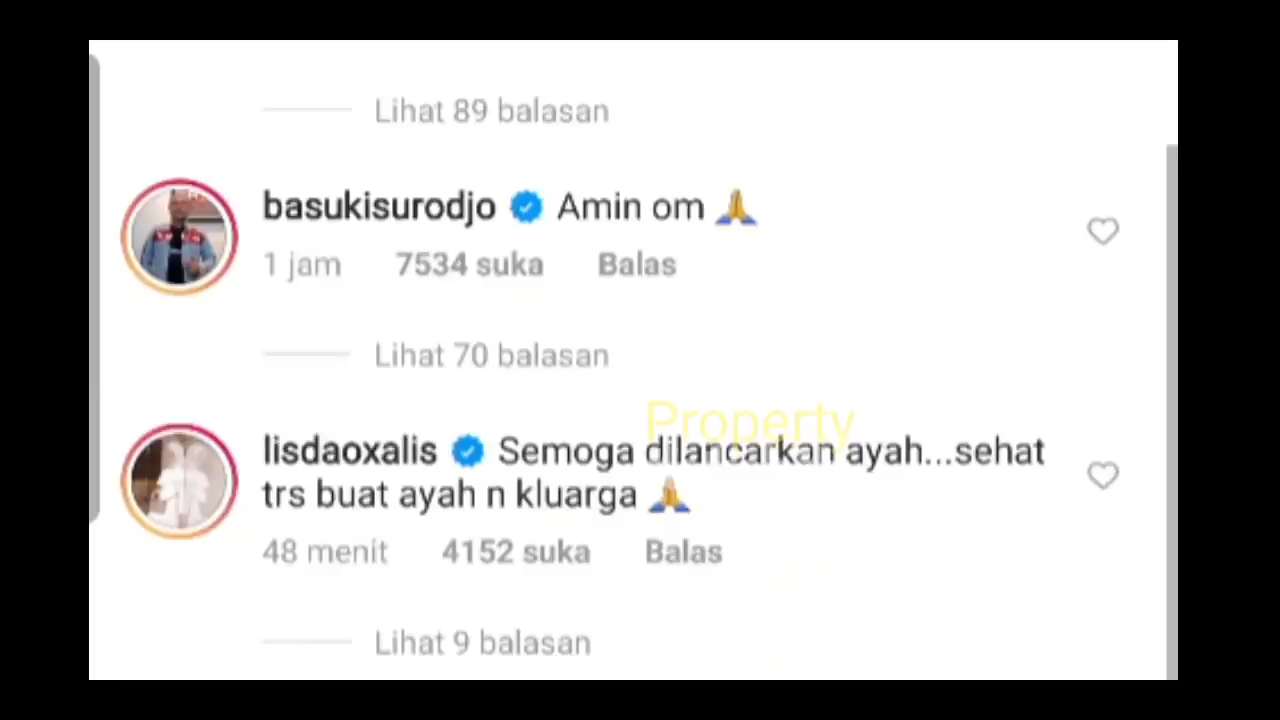 Lihat 89 balasan
basukisurodjo Amin om 🙏
1 jam 7534 suka Balas
Lihat 70 balasan
Property
lisdaoxalis Semoga dilancarkan ayah...sehat
trs buat ayah n kluarga 🙏
48 menit 4152 suka Balas
Lihat 9 balasan